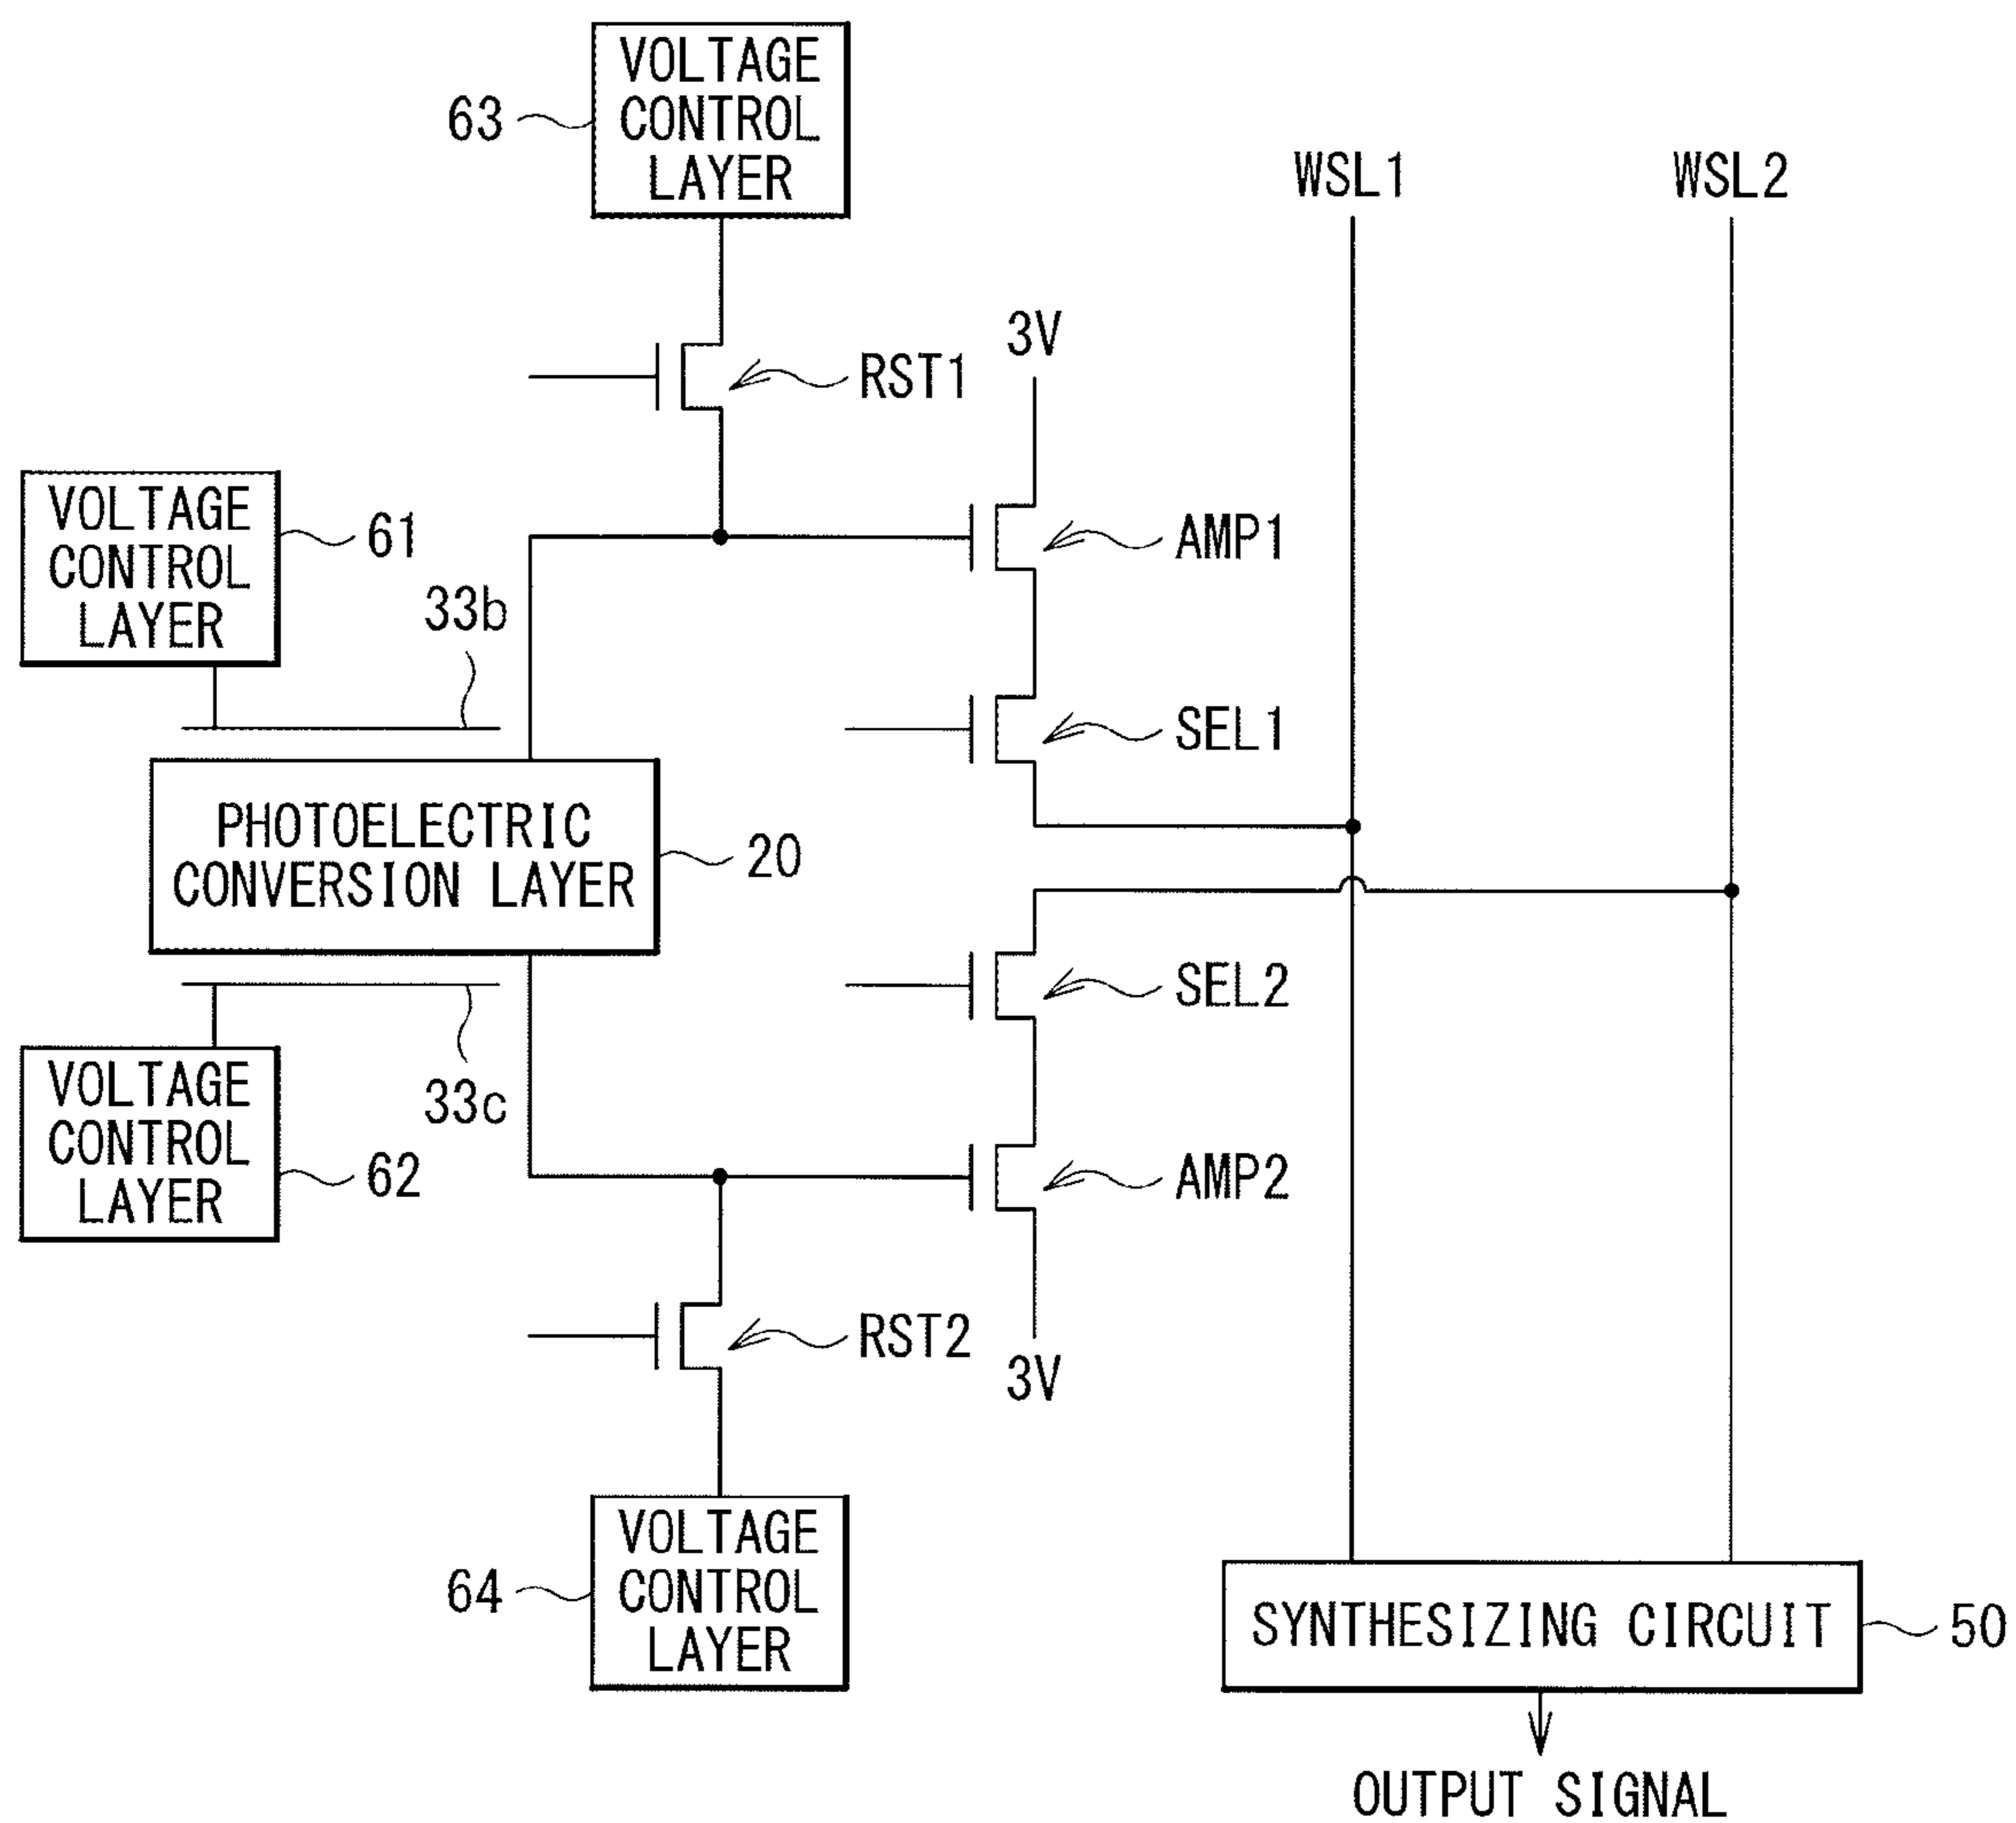 VOLTAGE
CONTROL
LAYER
63
WSL1
WSL2
3V
RST1
VOLTAGE
CONTROL
LAYER
61
AMP1
33b
SEL1
PHOTOELECTRIC
CONVERSION LAYER
20
SEL2
VOLTAGE
CONTROL
LAYER
62
33c
AMP2
RST2
3V
VOLTAGE
CONTROL
LAYER
64
SYNTHESIZING CIRCUIT
50
OUTPUT SIGNAL